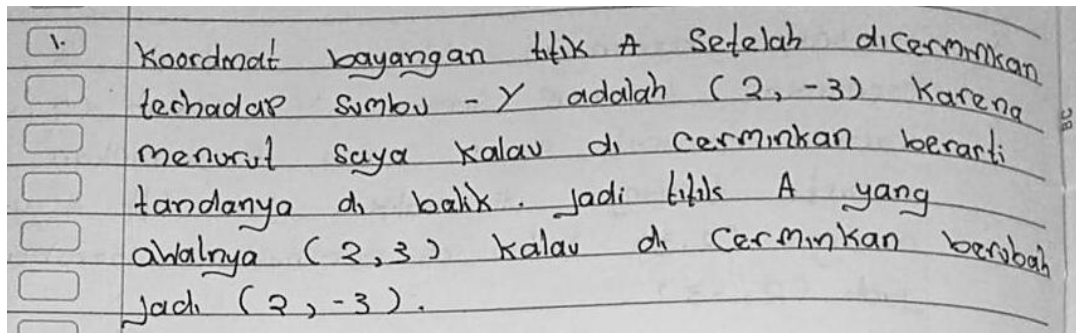 1. Koordinat bayangan titik A Setelah dicerminkan
terhadap Sumbu - Y adalah (2, -3) Karena
menurut Saya Kalau di Cerminkan berarti
tandanya di balik. Jadi titik A yang
awalnya (2,3) Kalau di Cerminkan berubah
Jadi (2, -3).